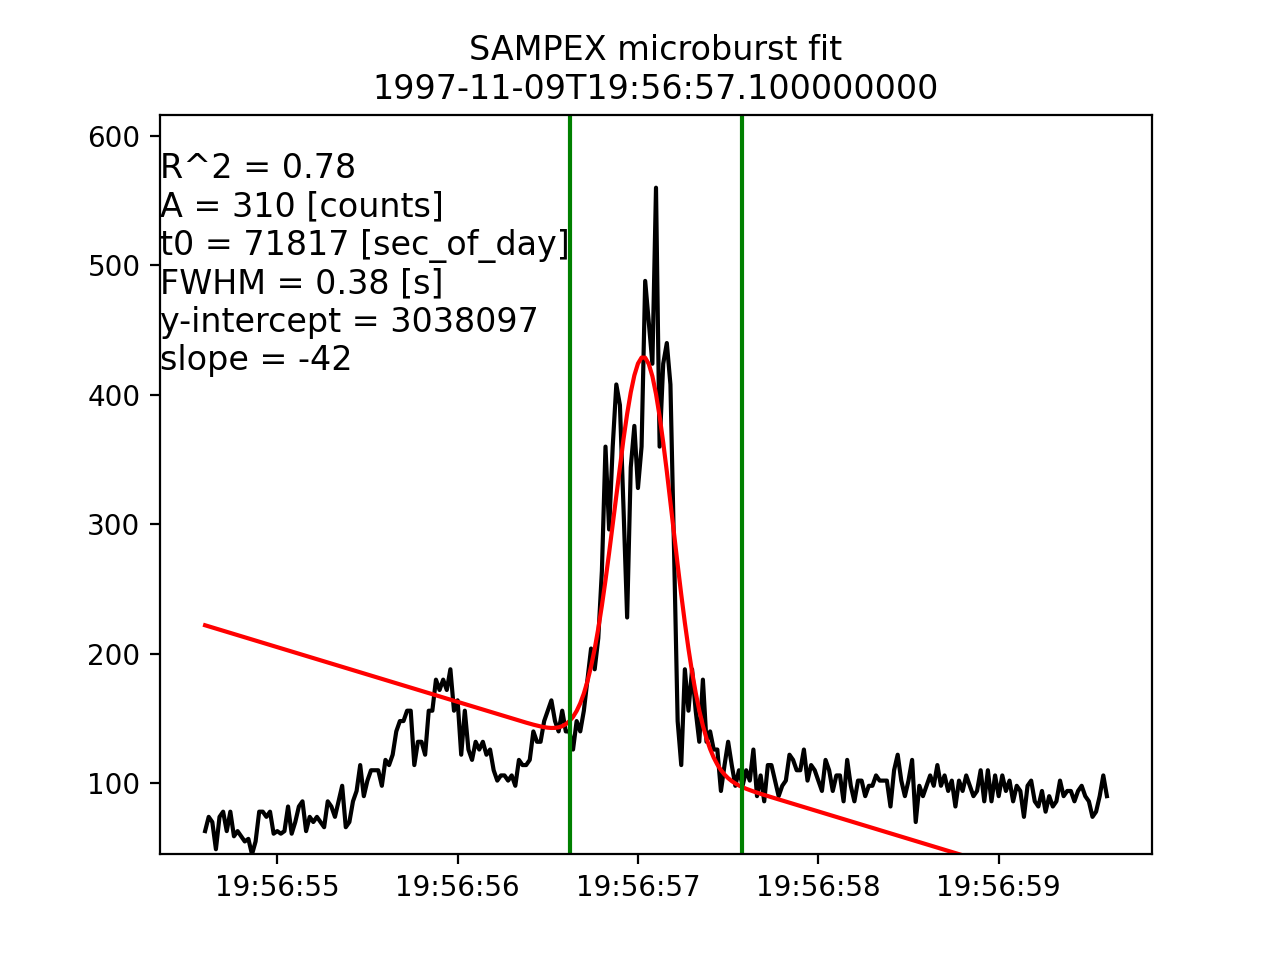 SAMPEX microburst fit
1997-11-09T19:56:57.100000000
600
500
400
300
200
100
R^2 = 0.78
A = 310 [counts]
t0 = 71817 [sec_of_day]
FWHM = 0.38 [s]
y-intercept = 3038097
slope = -42
19:56:55
19:56:56
19:56:57
19:56:58
19:56:59